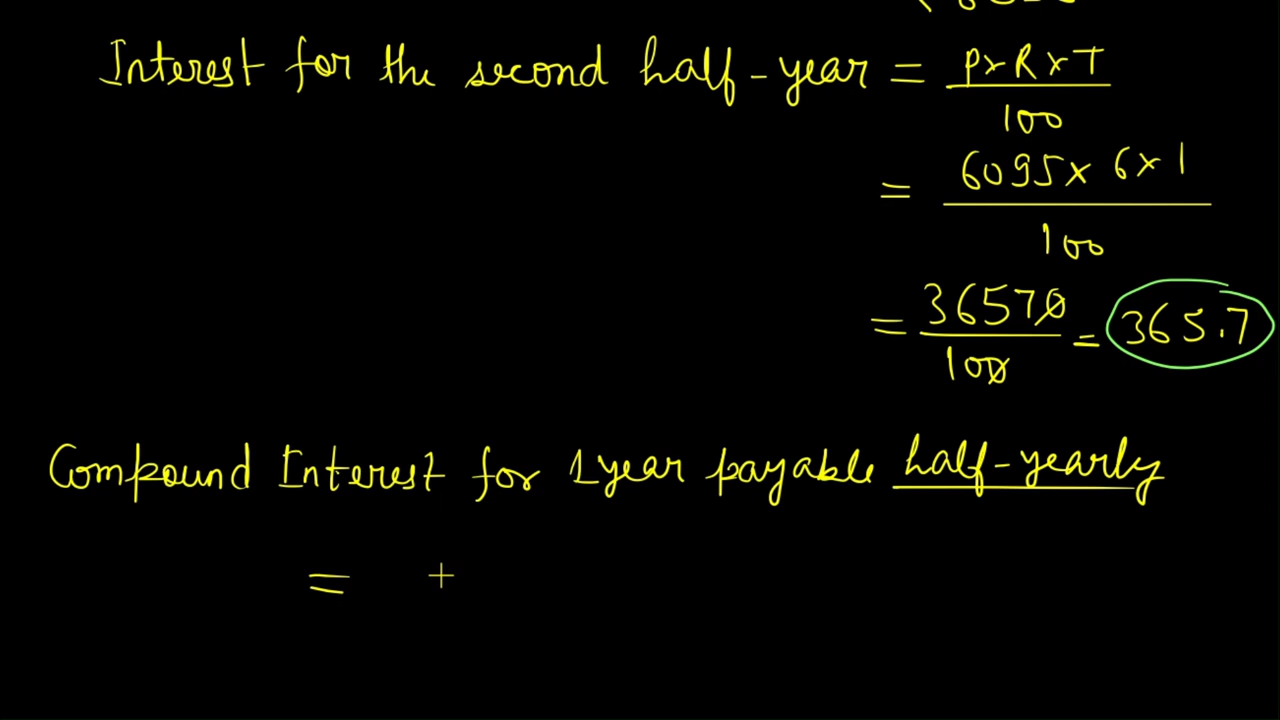 Interest for the second half-year = P×R×T / 100
= 6095× 6×1 / 100
= 36570 / 100 = 365.7
Compound Interest for 1 year payable half-yearly
= +